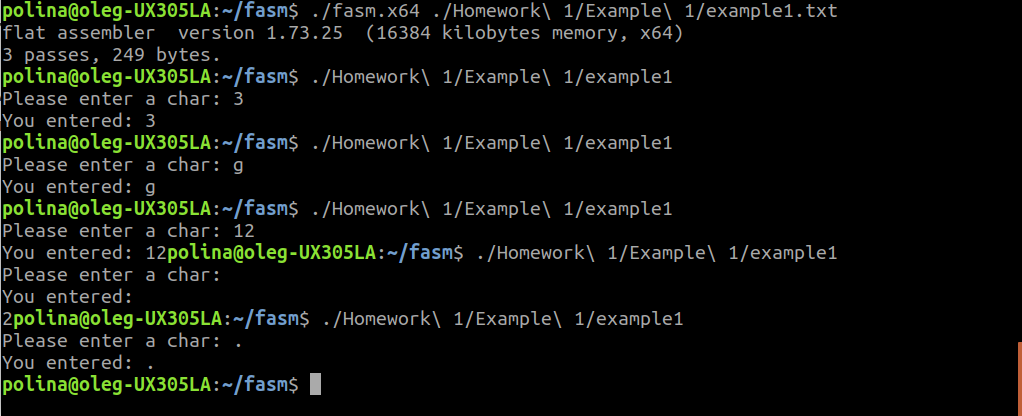 polina@oleg-UX305LA:~/fasm$ ./fasm.x64 ./Homework\ 1/Example\ 1/example1.txt
flat assembler  version 1.73.25  (16384 kilobytes memory, x64)
3 passes, 249 bytes.
polina@oleg-UX305LA:~/fasm$ ./Homework\ 1/Example\ 1/example1
Please enter a char: 3
You entered: 3
polina@oleg-UX305LA:~/fasm$ ./Homework\ 1/Example\ 1/example1
Please enter a char: g
You entered: g
polina@oleg-UX305LA:~/fasm$ ./Homework\ 1/Example\ 1/example1
Please enter a char: 12
You entered: 12polina@oleg-UX305LA:~/fasm$ ./Homework\ 1/Example\ 1/example1
Please enter a char:
You entered:
2polina@oleg-UX305LA:~/fasm$ ./Homework\ 1/Example\ 1/example1
Please enter a char: .
You entered: .
polina@oleg-UX305LA:~/fasm$